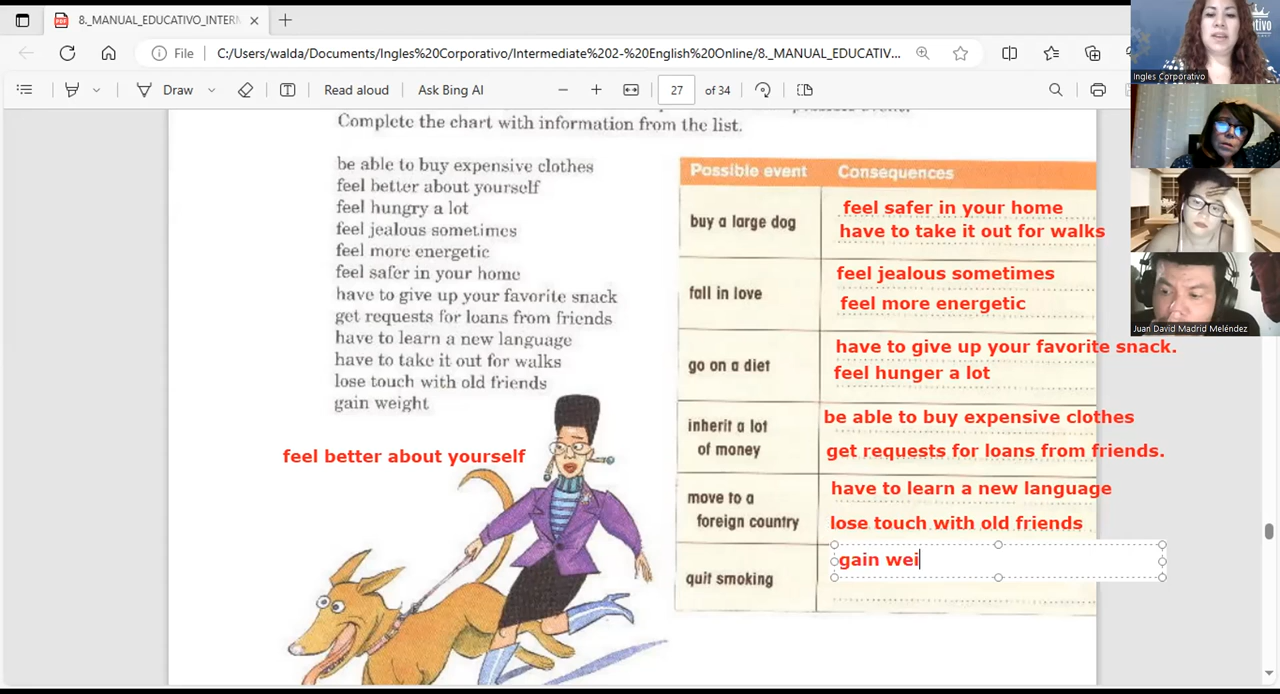 8._MANUAL_EDUCATIVO_INTERN
File
C:/Users/walda/Documents/Ingles%20Corporativo/Intermediate%202-%20English%20Online/8._MANUAL_EDUCATIV...
Draw
Read aloud
Ask Bing AI
27
of 34
Ingles Corporativo
Juan David Madrid Meléndez
Complete the chart with information from the list.
be able to buy expensive clothes
feel better about yourself
feel hungry a lot
feel jealous sometimes
feel more energetic
feel safer in your home
have to give up your favorite snack
get requests for loans from friends
have to learn a new language
have to take it out for walks
lose touch with old friends
gain weight
feel better about yourself
Possible event
Consequences
buy a large dog
feel safer in your home
have to take it out for walks
fall in love
feel jealous sometimes
feel more energetic
go on a diet
have to give up your favorite snack.
feel hunger a lot
inherit a lot
of money
be able to buy expensive clothes
get requests for loans from friends.
move to a
foreign country
have to learn a new language
lose touch with old friends
quit smoking
gain wei